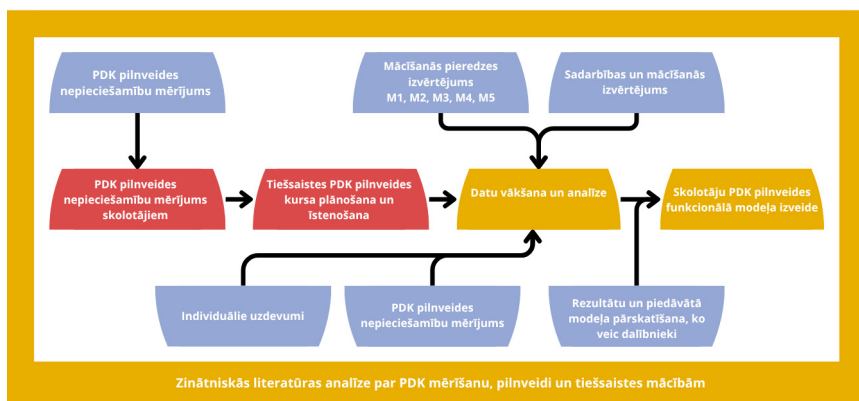 PDK pilnveides
nepieciešamību mērījums
Mācīšanās pieredzes
izvērtējums
M1, M2, M3, M4, M5
Sadarbības un mācīšanās
izvērtējums
PDK pilnveides
nepieciešamību mērījums
skolotājiem
Tiešsaistes PDK pilnveides
kursa plānošana un
īstenošana
Datu vākšana un analīze
Skolotāju PDK pilnveides
funkcionālā modeļa izveide
Individuālie uzdevumi
PDK pilnveides
nepieciešamību mērījums
Rezultātu un piedāvātā
modeļa pārskatīšana, ko
veic dalībnieki
Zinātniskās literatūras analīze par PDK mērīšanu, pilnveidi un tiešsaistes mācībām